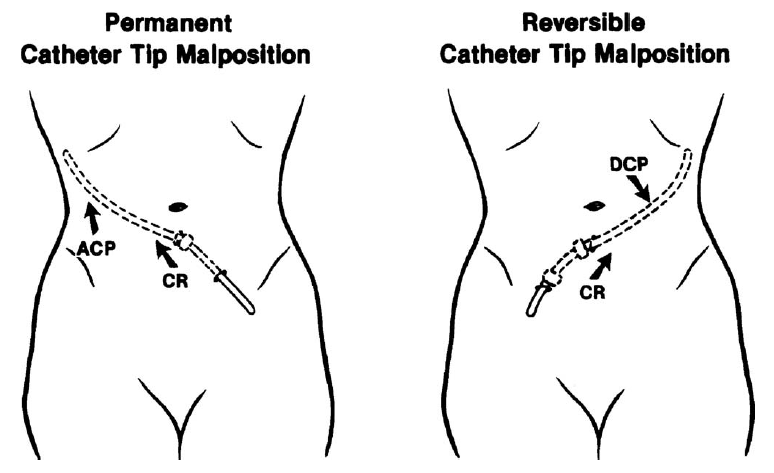 Permanent
Catheter Tip Malposition
Reversible
Catheter Tip Malposition
ACP
CR
DCP
CR